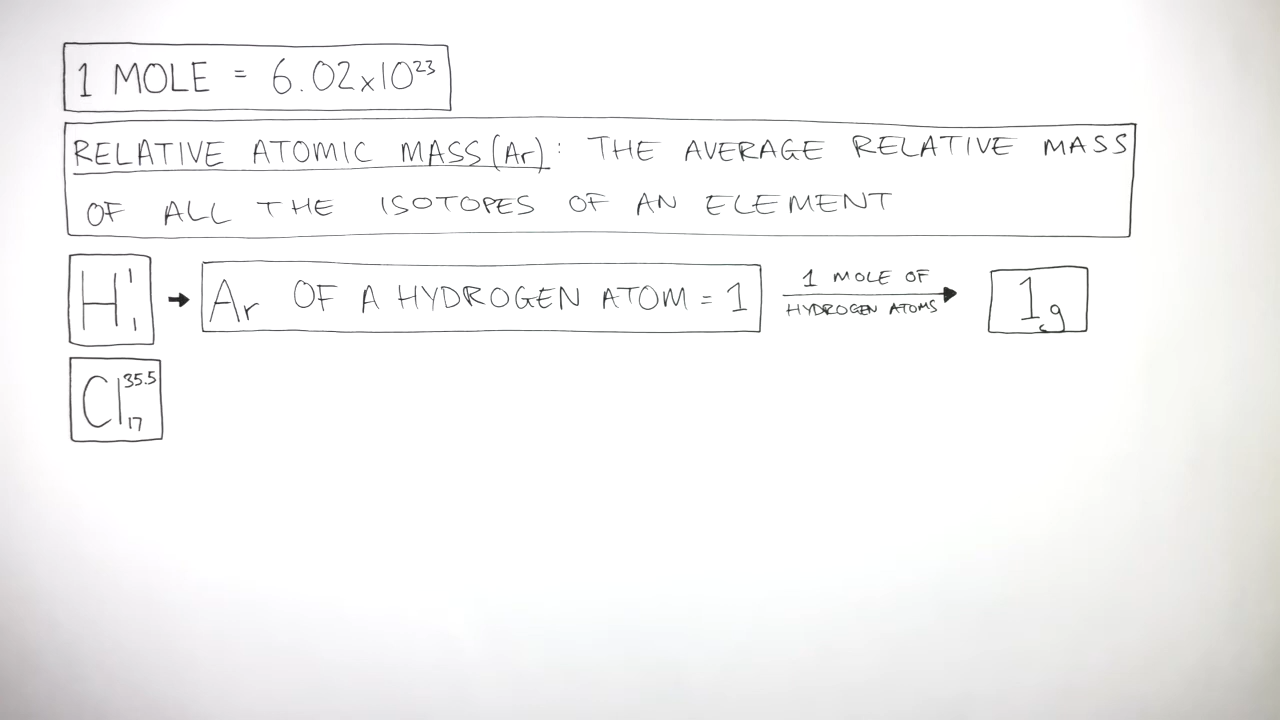 1 MOLE = 6.02x10²³
RELATIVE ATOMIC MASS(Ar): THE AVERAGE RELATIVE MASS
OF ALL THE ISOTOPES OF AN ELEMENT
H 1 1
Ar OF A HYDROGEN ATOM = 1
1 MOLE OF
HYDROGEN ATOMS
1g
Cl 35.5 17